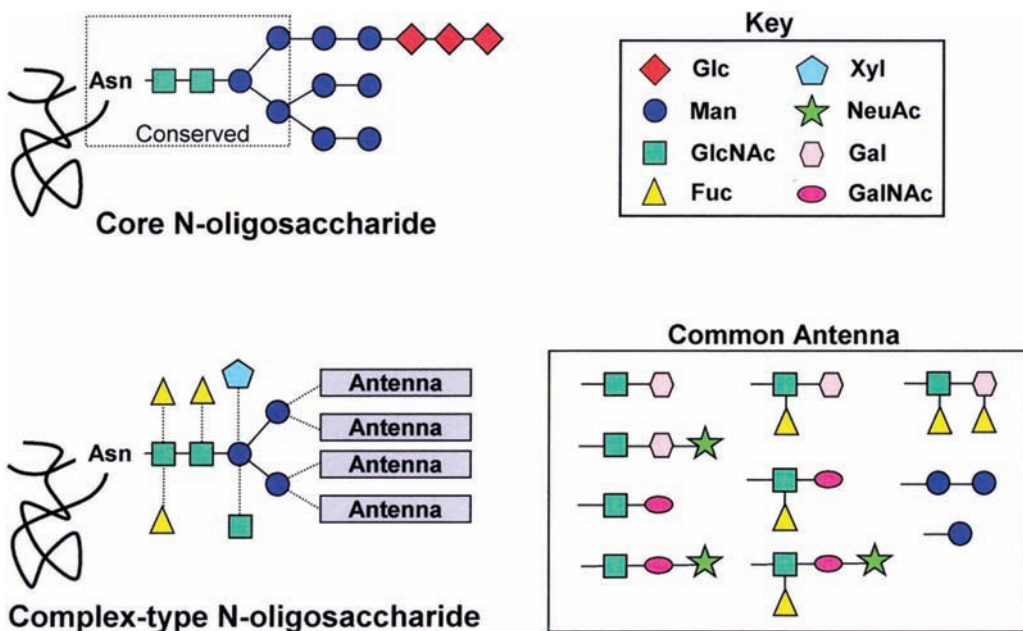 Asn
Conserved
Core N-oligosaccharide
Key
Glc Xyl
Man NeuAc
GlcNAc Gal
Fuc GalNAc
Asn
Antenna
Antenna
Antenna
Antenna
Complex-type N-oligosaccharide
Common Antenna